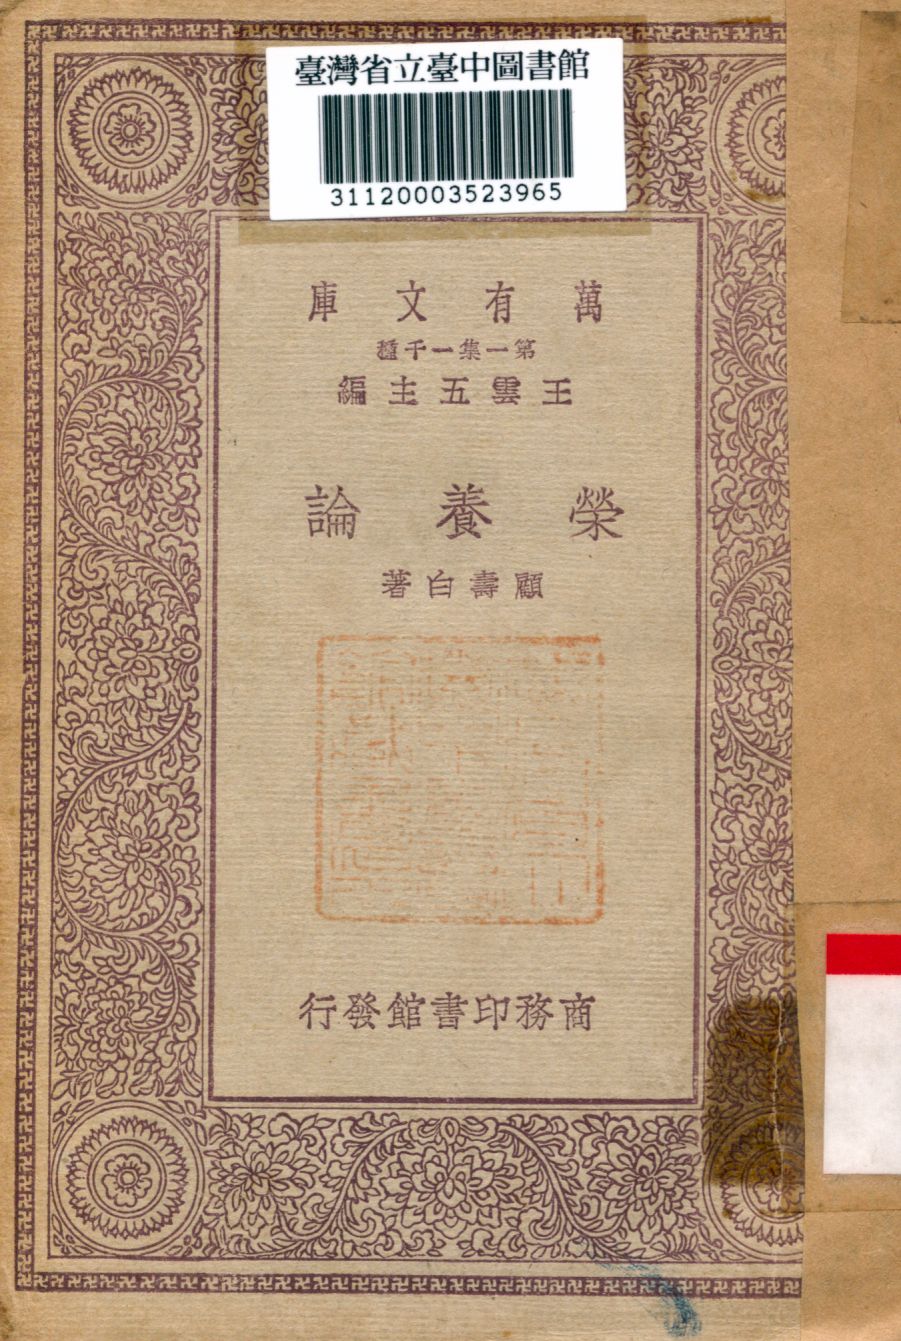 臺灣省立臺中圖書館
31120003523965
萬有文庫
第一集一千種
王雲五主編
榮養論
顧壽白著
商務印書館發行